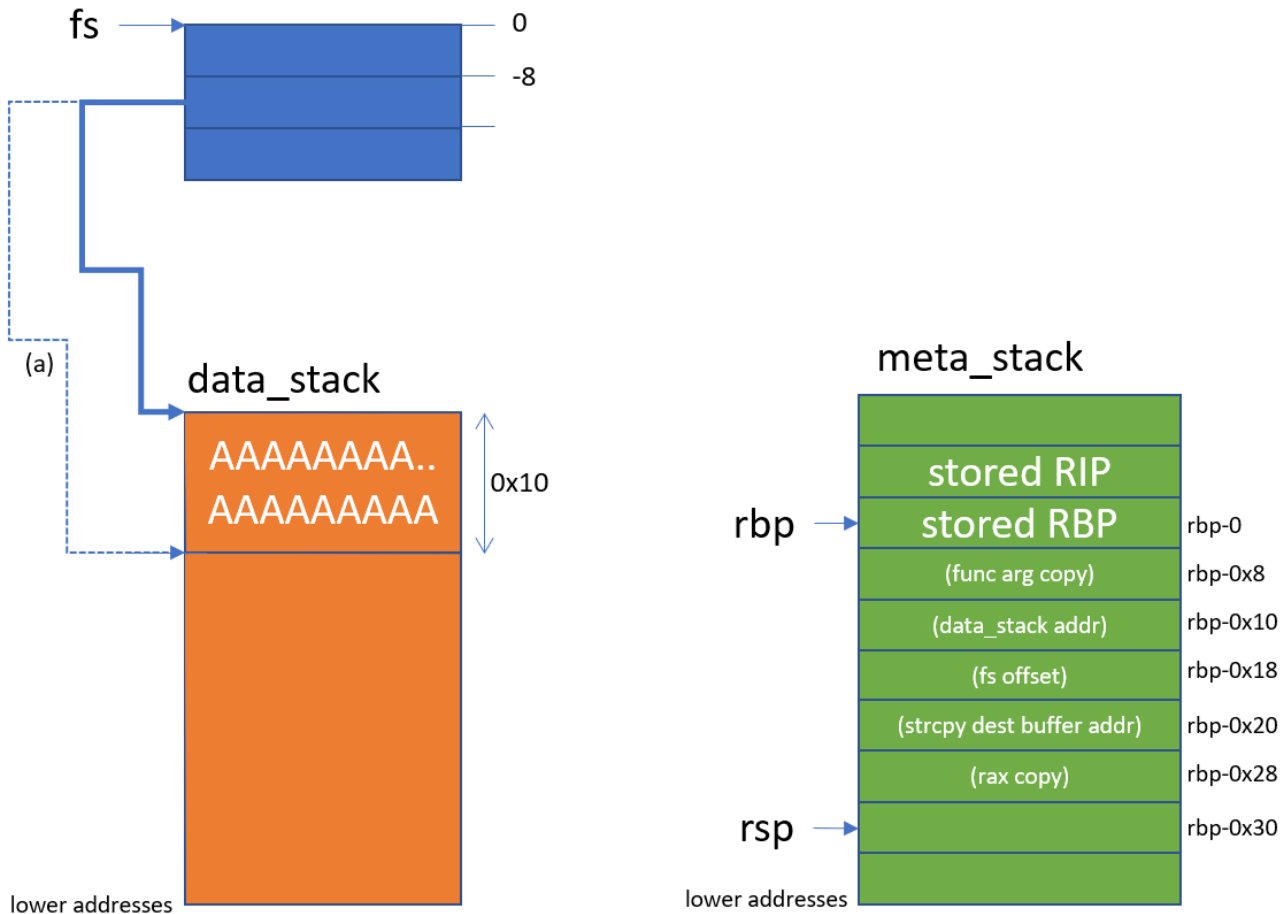 fs
0
-8
(a)
data_stack
AAAAAAAA..
AAAAAAAAA
0x10
lower addresses
meta_stack
stored RIP
rbp
stored RBP
rbp-0
(func arg copy)
rbp-0x8
(data_stack addr)
rbp-0x10
(fs offset)
rbp-0x18
(strcpy dest buffer addr)
rbp-0x20
(rax copy)
rbp-0x28
rsp
rbp-0x30
lower addresses